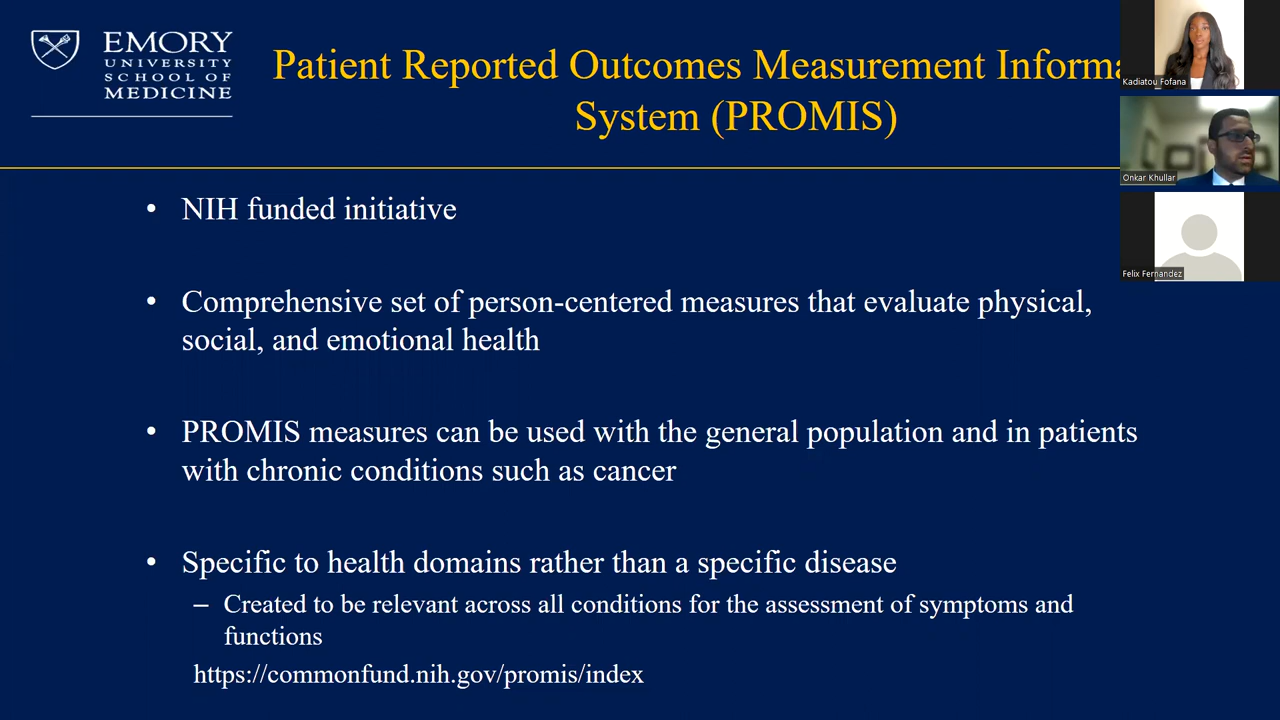 EMORY
UNIVERSITY
SCHOOL OF
MEDICINE
Patient Reported Outcomes Measurement Informa
System (PROMIS)
• NIH funded initiative
• Comprehensive set of person-centered measures that evaluate physical,
social, and emotional health
• PROMIS measures can be used with the general population and in patients
with chronic conditions such as cancer
• Specific to health domains rather than a specific disease
– Created to be relevant across all conditions for the assessment of symptoms and
functions
https://commonfund.nih.gov/promis/index
Kadiatou Fofana
Onkar Khullar
Felix Fernandez